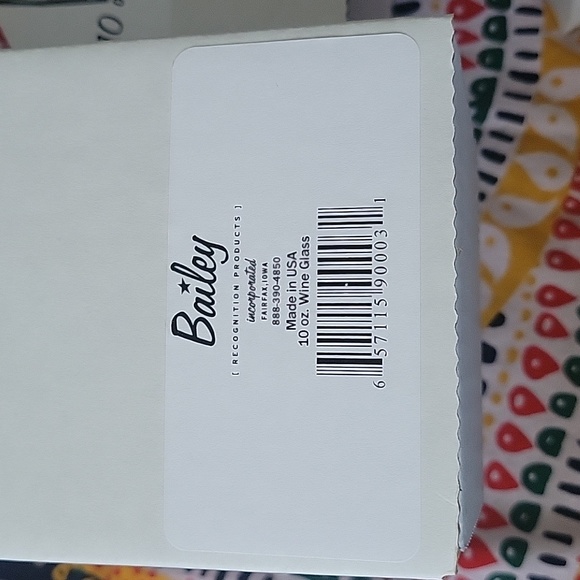 Bailey
[ RECOGNITION PRODUCTS ]
incorporated
FAIRFAX, IOWA
888-390-4850
Made in USA
10 oz. Wine Glass
6 57115 90003 1